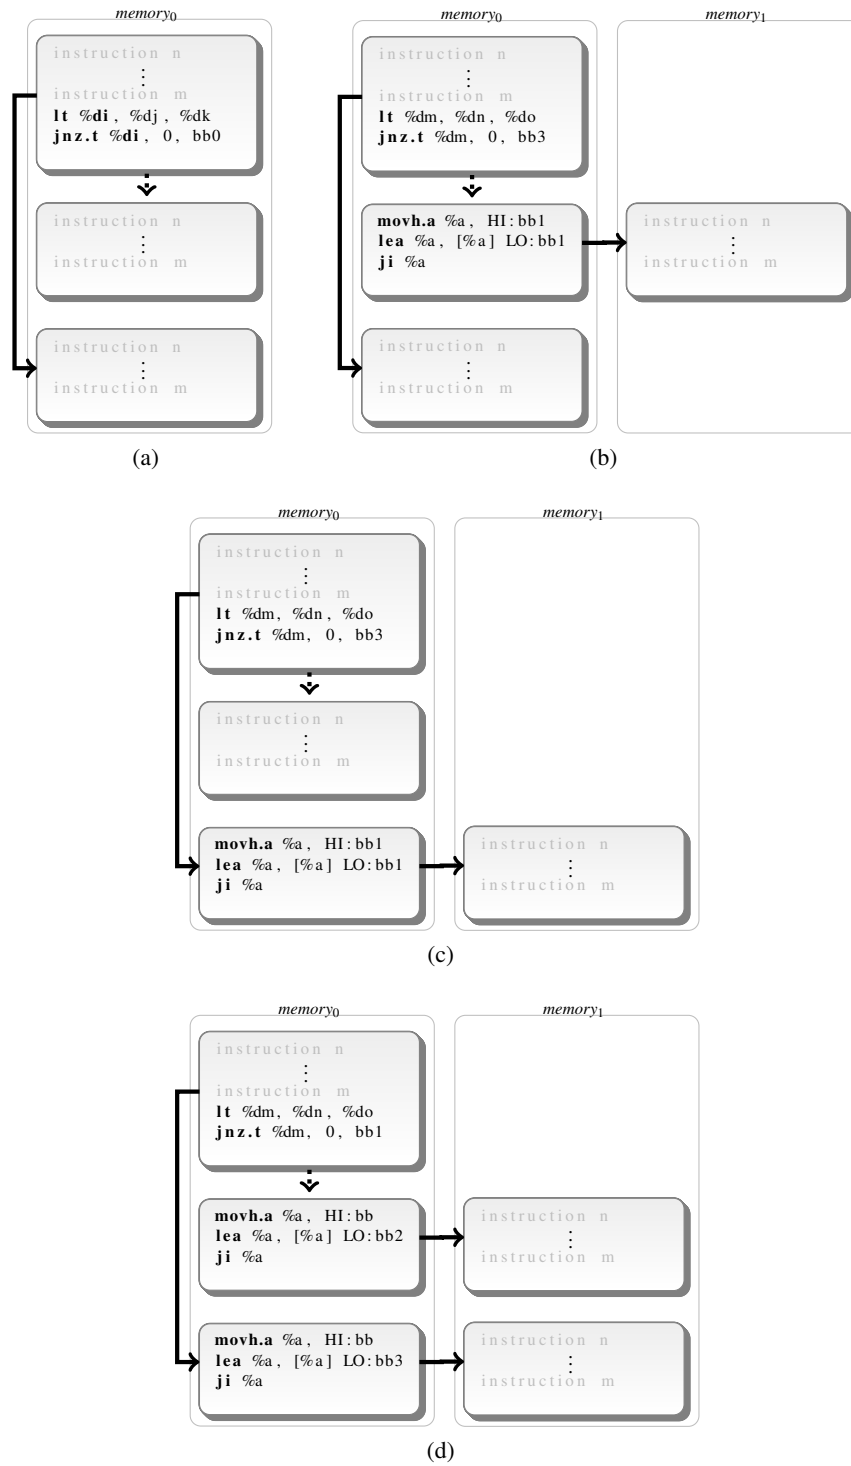 memory0
instruction n
⋮
instruction m
lt %di , %dj , %dk
jnz.t %di , 0 , bb0
instruction n
⋮
instruction m
instruction n
⋮
instruction m
(a)
memory0 memory1
instruction n
⋮
instruction m
lt %dm, %dn , %do
jnz.t %dm, 0 , bb3
movh.a %a , HI:bb1
lea %a , [%a] LO:bb1
ji %a
instruction n
⋮
instruction m
instruction n
⋮
instruction m
(b)
memory0 memory1
instruction n
⋮
instruction m
lt %dm, %dn , %do
jnz.t %dm, 0 , bb3
instruction n
⋮
instruction m
movh.a %a , HI:bb1
lea %a , [%a] LO:bb1
ji %a
instruction n
⋮
instruction m
(c)
memory0 memory1
instruction n
⋮
instruction m
lt %dm, %dn , %do
jnz.t %dm, 0 , bb1
movh.a %a , HI:bb
lea %a , [%a] LO:bb2
ji %a
instruction n
⋮
instruction m
movh.a %a , HI:bb
lea %a , [%a] LO:bb3
ji %a
instruction n
⋮
instruction m
(d)